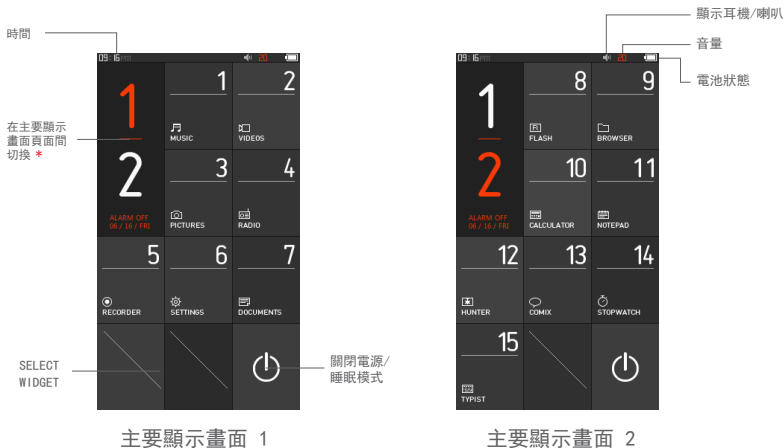 時間
在主要顯示
畫面頁面間
切換 *
SELECT
WIDGET
09:16PM
20
1
2
ALARM OFF
06 / 16 / FRI
1
MUSIC
2
VIDEOS
3
PICTURES
4
RADIO
5
RECORDER
6
SETTINGS
7
DOCUMENTS
關閉電源/
睡眠模式
主要顯示畫面 1
顯示耳機/喇叭
音量
電池狀態
09:16PM
20
1
2
ALARM OFF
06 / 16 / FRI
8
FLASH
9
BROWSER
10
CALCULATOR
11
NOTEPAD
12
HUNTER
13
COMIX
14
STOPWATCH
15
TYPIST
主要顯示畫面 2